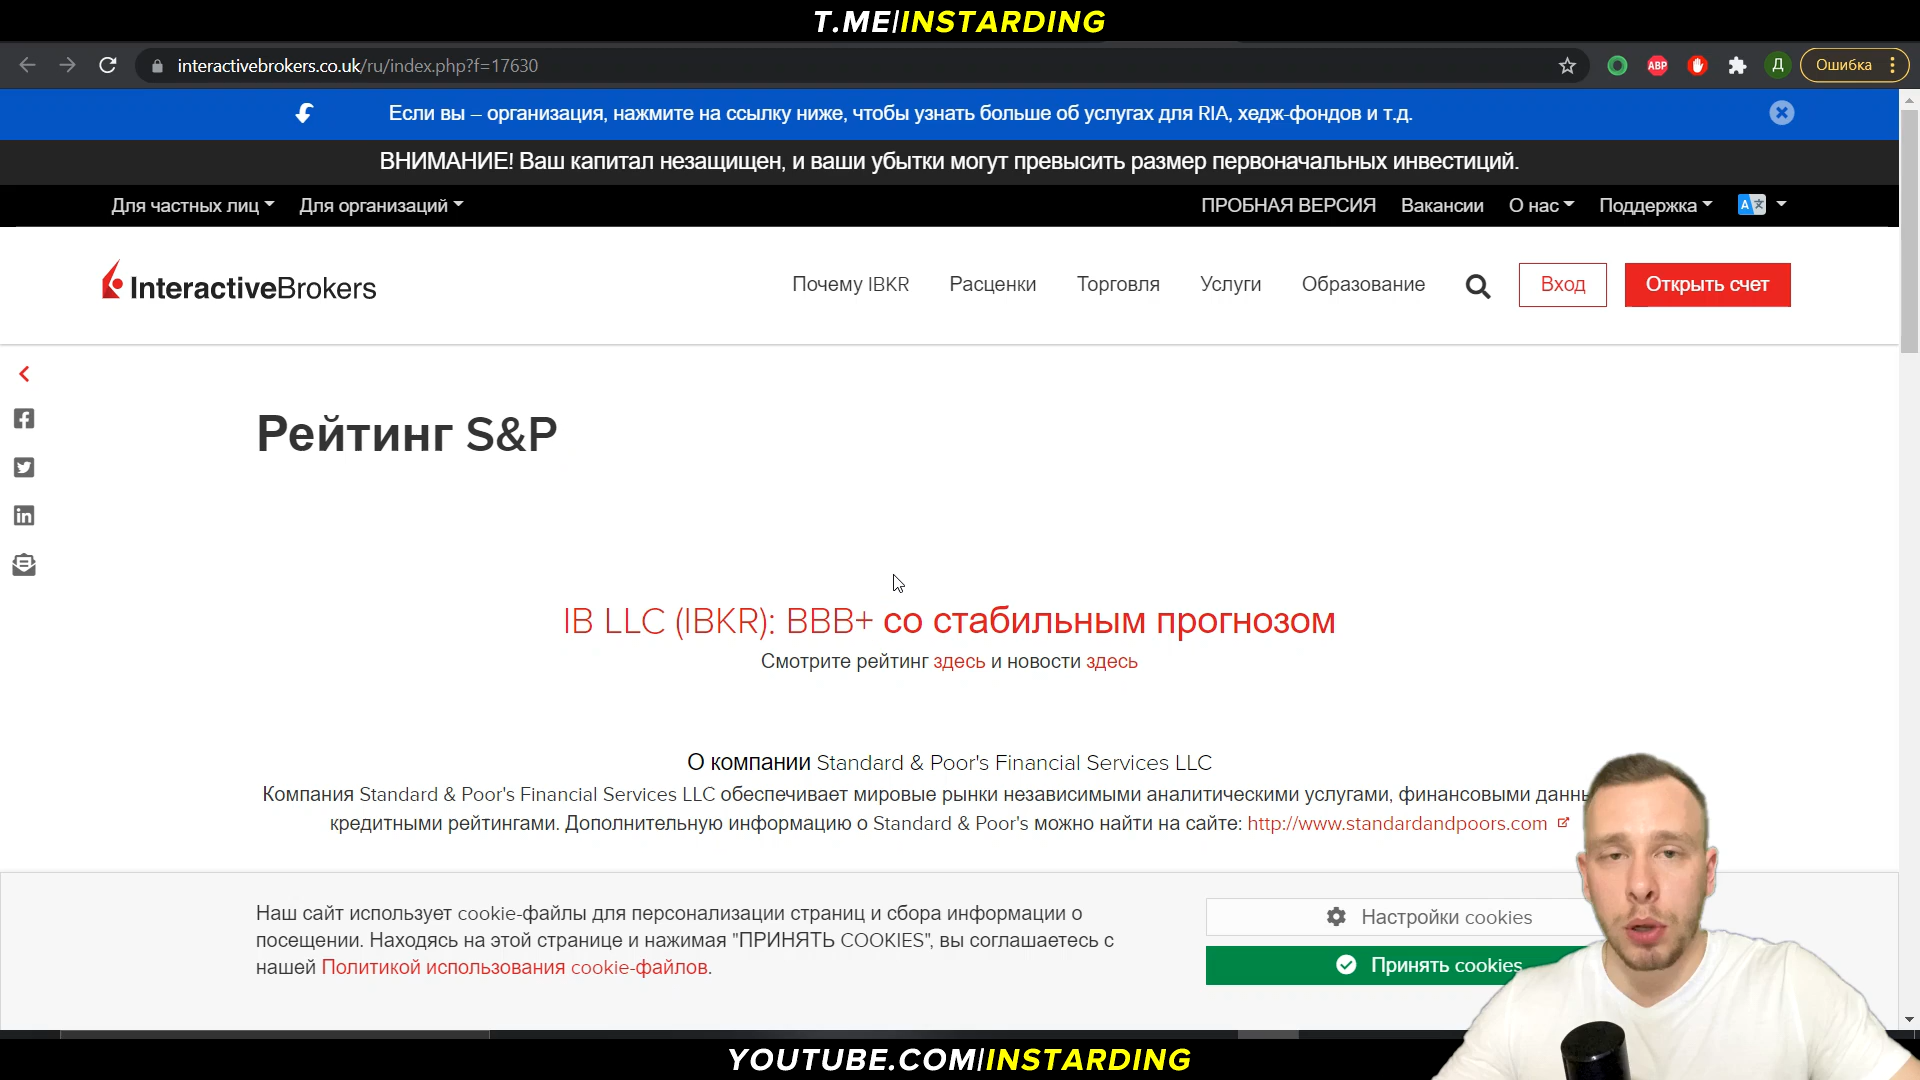 T.ME|INSTARDING
interactivebrokers.co.uk/ru/index.php?f=17630
ABP
Д
Ошибка
Если вы – организация, нажмите на ссылку ниже, чтобы узнать больше об услугах для RIA, хедж-фондов и т.д.
ВНИМАНИЕ! Ваш капитал незащищен, и ваши убытки могут превысить размер первоначальных инвестиций.
Для частных лиц Для организаций ПРОБНАЯ ВЕРСИЯ Вакансии О нас Поддержка
InteractiveBrokers Почему IBKR Расценки Торговля Услуги Образование Вход Открыть счет
Рейтинг S&P
IB LLC (IBKR): BBB+ со стабильным прогнозом
Смотрите рейтинг здесь и новости здесь
О компании Standard & Poor's Financial Services LLC
Компания Standard & Poor's Financial Services LLC обеспечивает мировые рынки независимыми аналитическими услугами, финансовыми
кредитными рейтингами. Дополнительную информацию о Standard & Poor's можно найти на сайте: http://www.standardandpoors.com
Наш сайт использует cookie-файлы для персонализации страниц и сбора информации о
посещении. Находясь на этой странице и нажимая "ПРИНЯТЬ COOKIES", вы соглашаетесь с
нашей Политикой использования cookie-файлов.
Настройки cookies
Принять cookies
YOUTUBE.COM|INSTARDING